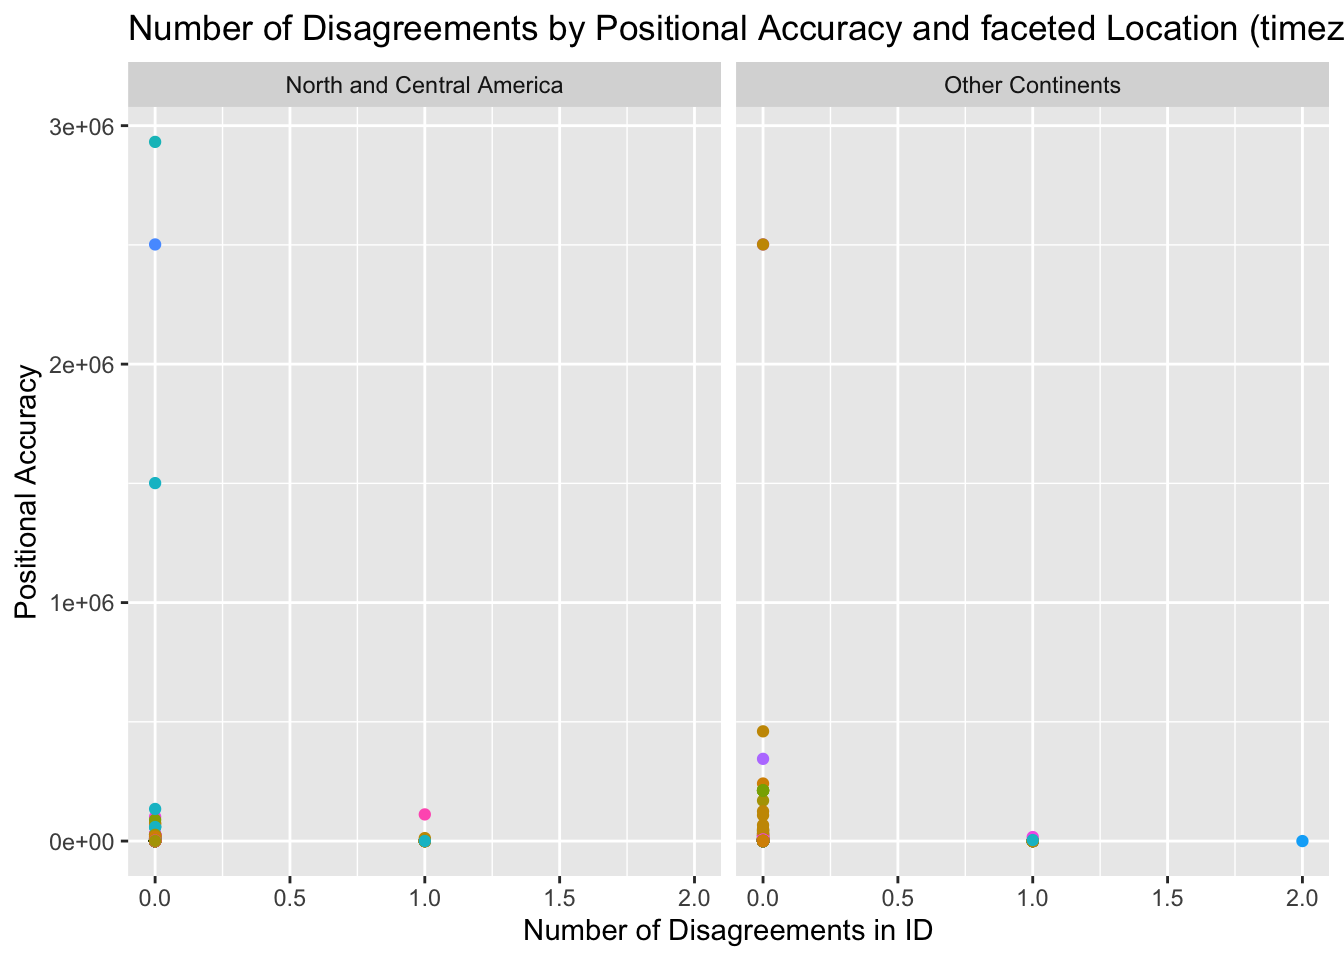 Number of Disagreements by Positional Accuracy and faceted Location (timez
North and Central America
Other Continents
3e+06
2e+06
1e+06
0e+00
Positional Accuracy
0.0 0.5 1.0 1.5 2.0
0.0 0.5 1.0 1.5 2.0
Number of Disagreements in ID